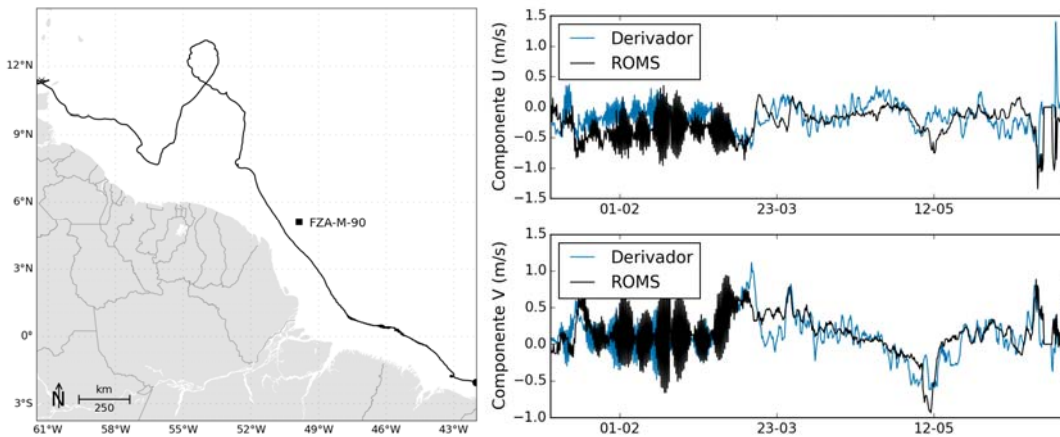 12°N
9°N
6°N
3°N
0°
3°S
61°W
58°W
55°W
52°W
49°W
46°W
43°W
FZA-M-90
N
km
250
Componente U (m/s)
1.5
1.0
0.5
0.0
−0.5
−1.0
−1.5
Derivador
ROMS
01-02
23-03
12-05
Componente V (m/s)
1.5
1.0
0.5
0.0
−0.5
−1.0
Derivador
ROMS
01-02
23-03
12-05